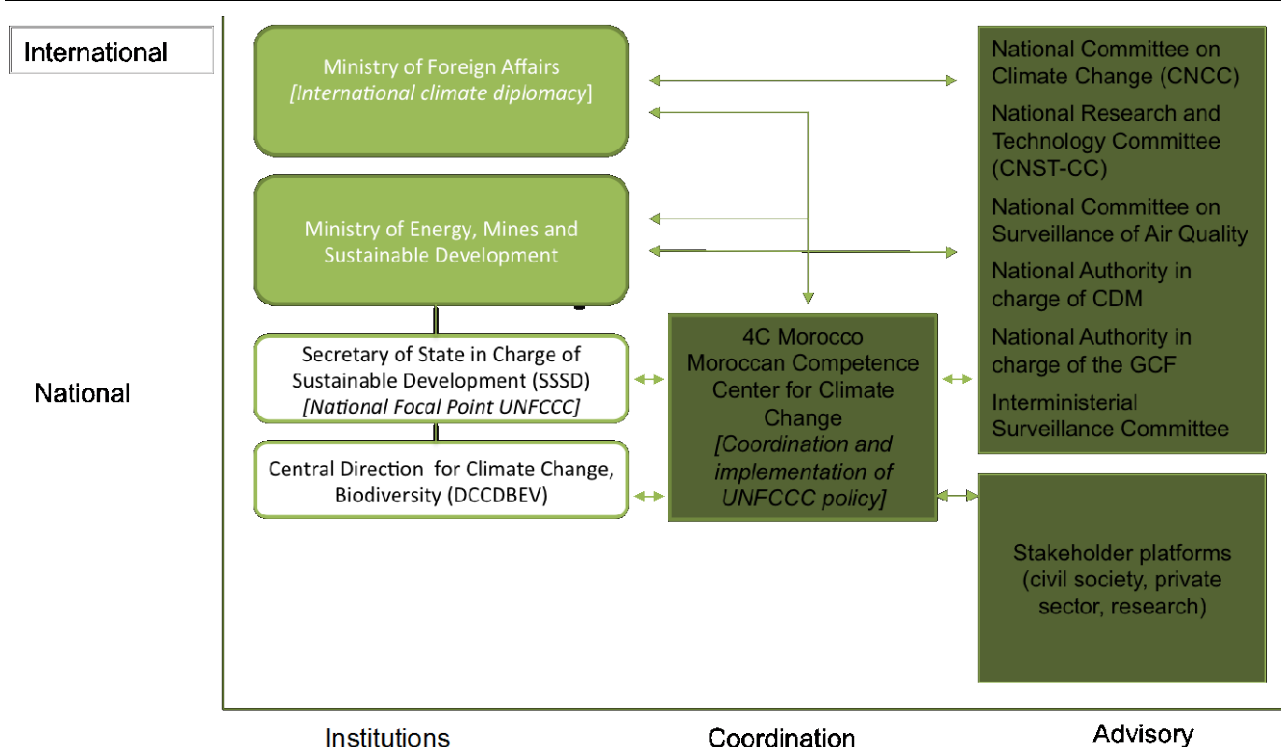 International
Ministry of Foreign Affairs
[International climate diplomacy]
Ministry of Energy, Mines and
Sustainable Development
National
Secretary of State in Charge of
Sustainable Development (SSSD)
[National Focal Point UNFCCC]
Central Direction for Climate Change,
Biodiversity (DCCDBEV)
4C Morocco
Moroccan Competence
Center for Climate
Change
[Coordination and
implementation of
UNFCCC policy]
National Committee on
Climate Change (CNCC)
National Research and
Technology Committee
(CNST-CC)
National Committee on
Surveillance of Air Quality
National Authority in
charge of CDM
National Authority in
charge of the GCF
Interministerial
Surveillance Committee
Stakeholder platforms
(civil society, private
sector, research)
Institutions
Coordination
Advisory